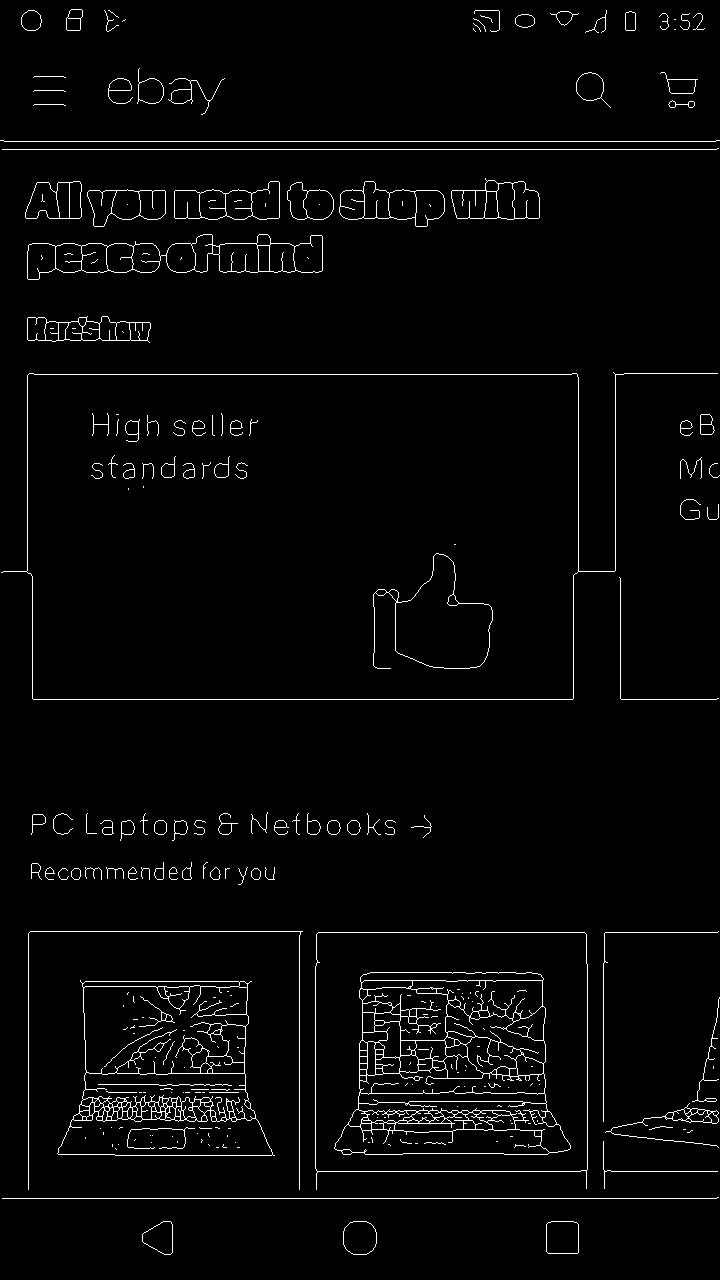 3:52
ebay
All you need to shop with
peace of mind
Here's how
High seller
standards
eB
Mo
Gu
PC Laptops & Netbooks →
Recommended for you